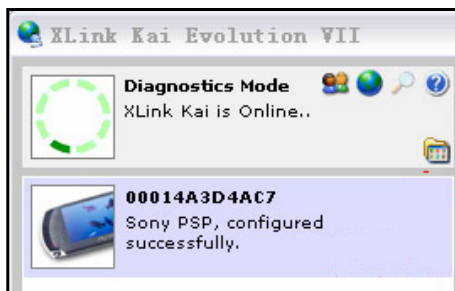 XLink Kai Evolution VII
Diagnostics Mode
XLink Kai is Online..
00014A3D4AC7
Sony PSP, configured
successfully.